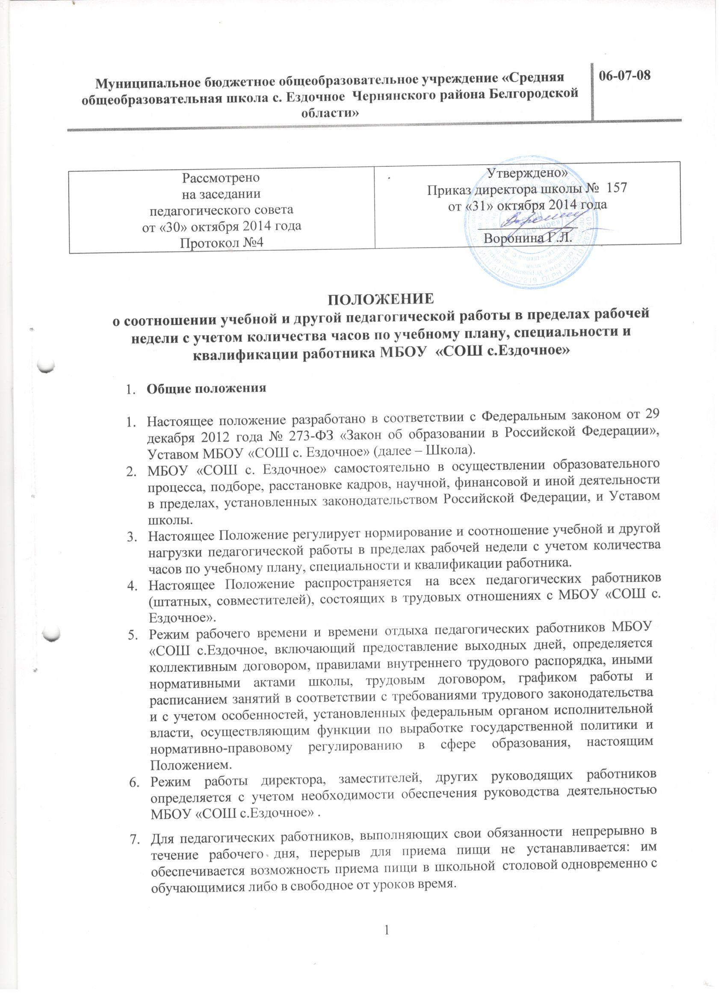 Муниципальное бюджетное общеобразовательное учреждение «Средняя
общеобразовательная школа с. Ездочное Чернянского района Белгородской
области»
06-07-08
Рассмотрено
на заседании
педагогического совета
от «30» октября 2014 года
Протокол №4
Утверждено»
Приказ директора школы № 157
от «31» октября 2014 года
Воронина Г.Л.
ИНН 3119002219 ОГРН
ПОЛОЖЕНИЕ
о соотношении учебной и другой педагогической работы в пределах рабочей
недели с учетом количества часов по учебному плану, специальности и
квалификации работника МБОУ «СОШ с.Ездочное»
1. Общие положения
1. Настоящее положение разработано в соответствии с Федеральным законом от 29
декабря 2012 года № 273-ФЗ «Закон об образовании в Российской Федерации»,
Уставом МБОУ «СОШ с. Ездочное» (далее – Школа).
2. МБОУ «СОШ с. Ездочное» самостоятельно в осуществлении образовательного
процесса, подборе, расстановке кадров, научной, финансовой и иной деятельности
в пределах, установленных законодательством Российской Федерации, и Уставом
школы.
3. Настоящее Положение регулирует нормирование и соотношение учебной и другой
нагрузки педагогической работы в пределах рабочей недели с учетом количества
часов по учебному плану, специальности и квалификации работника.
4. Настоящее Положение распространяется на всех педагогических работников
(штатных, совместителей), состоящих в трудовых отношениях с МБОУ «СОШ с.
Ездочное».
5. Режим рабочего времени и времени отдыха педагогических работников МБОУ
«СОШ с.Ездочное, включающий предоставление выходных дней, определяется
коллективным договором, правилами внутреннего трудового распорядка, иными
нормативными актами школы, трудовым договором, графиком работы и
расписанием занятий в соответствии с требованиями трудового законодательства
и с учетом особенностей, установленных федеральным органом исполнительной
власти, осуществляющим функции по выработке государственной политики и
нормативно-правовому регулированию в сфере образования, настоящим
Положением.
6. Режим работы директора, заместителей, других руководящих работников
определяется с учетом необходимости обеспечения руководства деятельностью
МБОУ «СОШ с.Ездочное» .
7. Для педагогических работников, выполняющих свои обязанности непрерывно в
течение рабочего дня, перерыв для приема пищи не устанавливается: им
обеспечивается возможность приема пищи в школьной столовой одновременно с
обучающимися либо в свободное от уроков время.
1